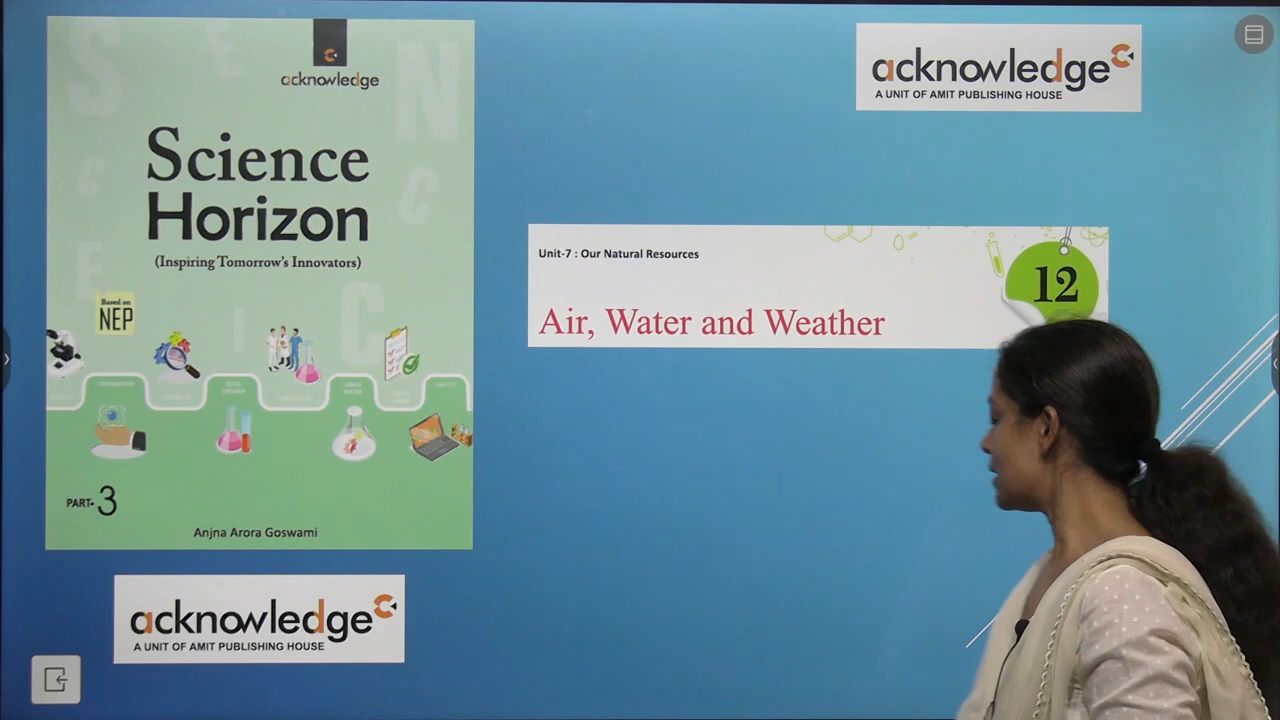 acknowledge
Science
Horizon
(Inspiring Tomorrow's Innovators)
Based on
NEP
PART-3
Anjna Arora Goswami
acknowledge
A UNIT OF AMIT PUBLISHING HOUSE
acknowledge
A UNIT OF AMIT PUBLISHING HOUSE
Unit-7 : Our Natural Resources
12
Air, Water and Weather